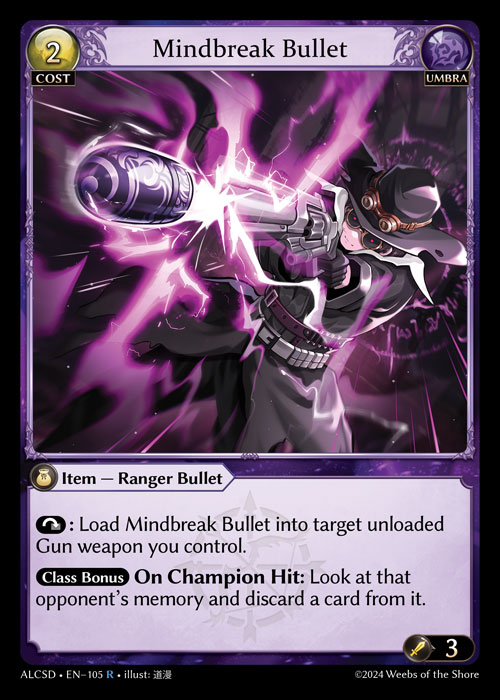 2
Mindbreak Bullet
COST
UMBRA
Item — Ranger Bullet
: Load Mindbreak Bullet into target unloaded
Gun weapon you control.
Class Bonus On Champion Hit: Look at that
opponent's memory and discard a card from it.
3
ALCSD • EN–105 R • illust: 道漫
©2024 Weebs of the Shore